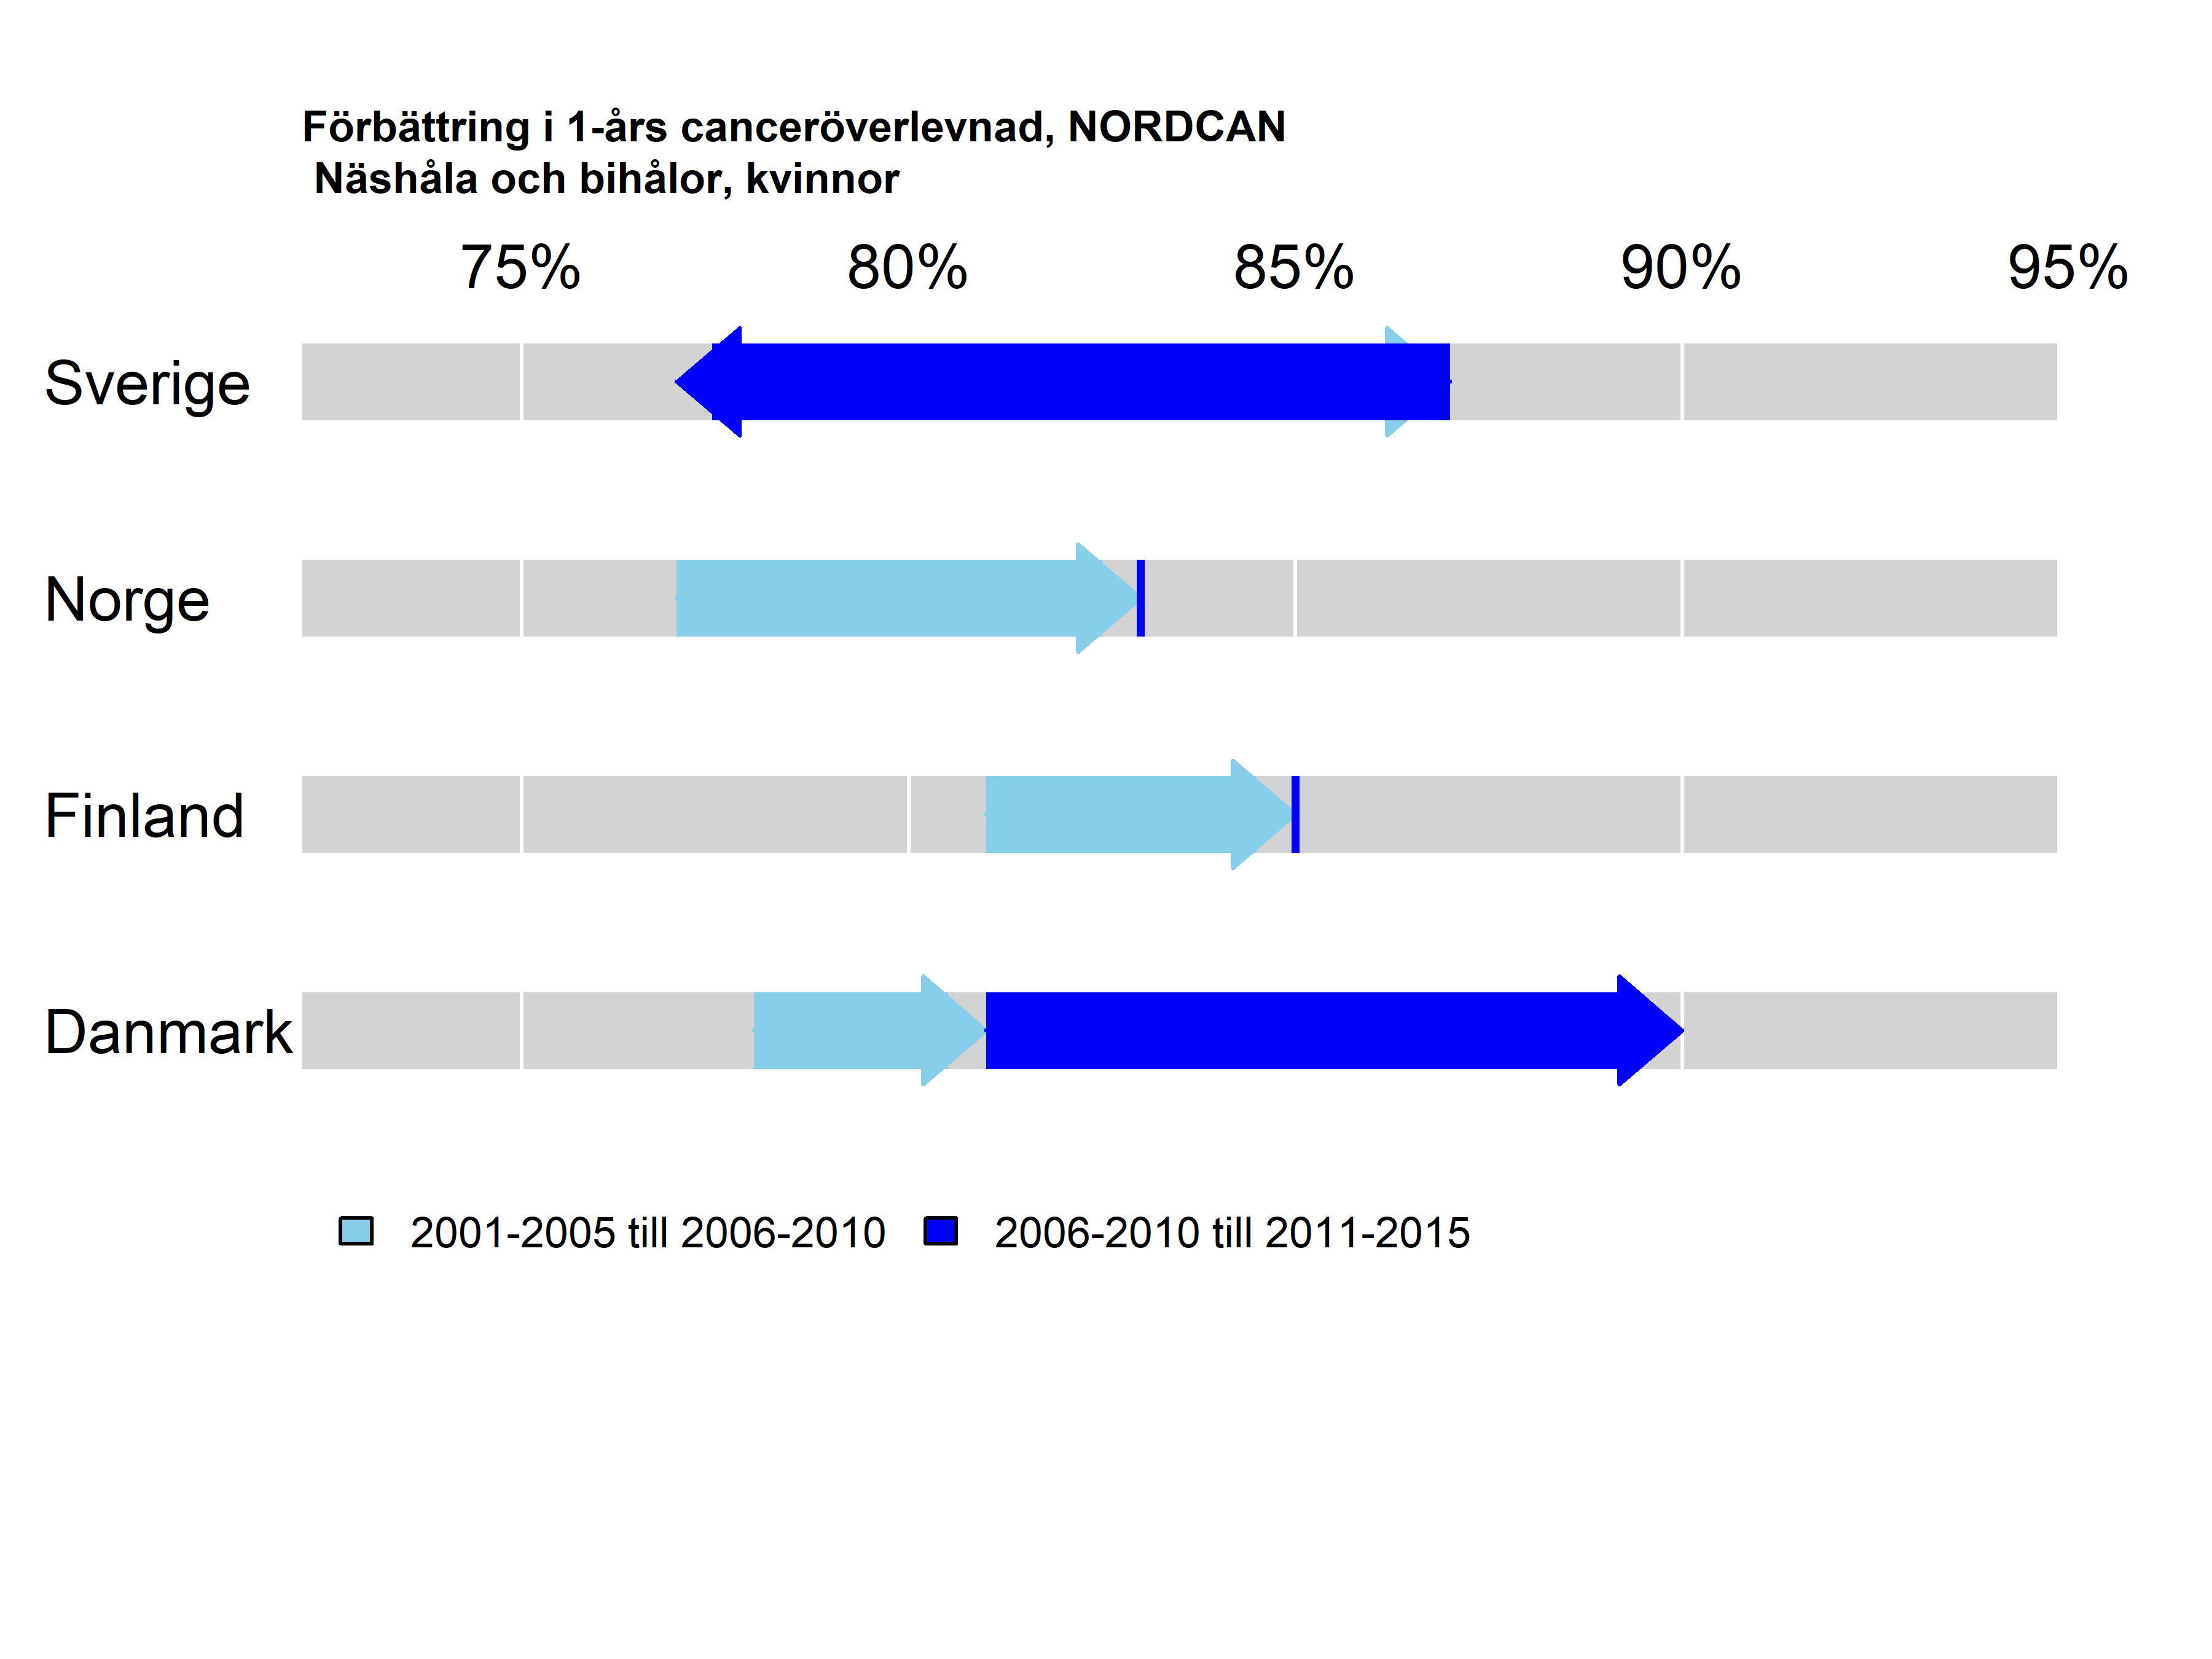 Förbättring i 1-års canceröverlevnad, NORDCAN
Näshåla och bihålor, kvinnor
75% 80% 85% 90% 95%
Sverige
Norge
Finland
Danmark
2001-2005 till 2006-2010 2006-2010 till 2011-2015